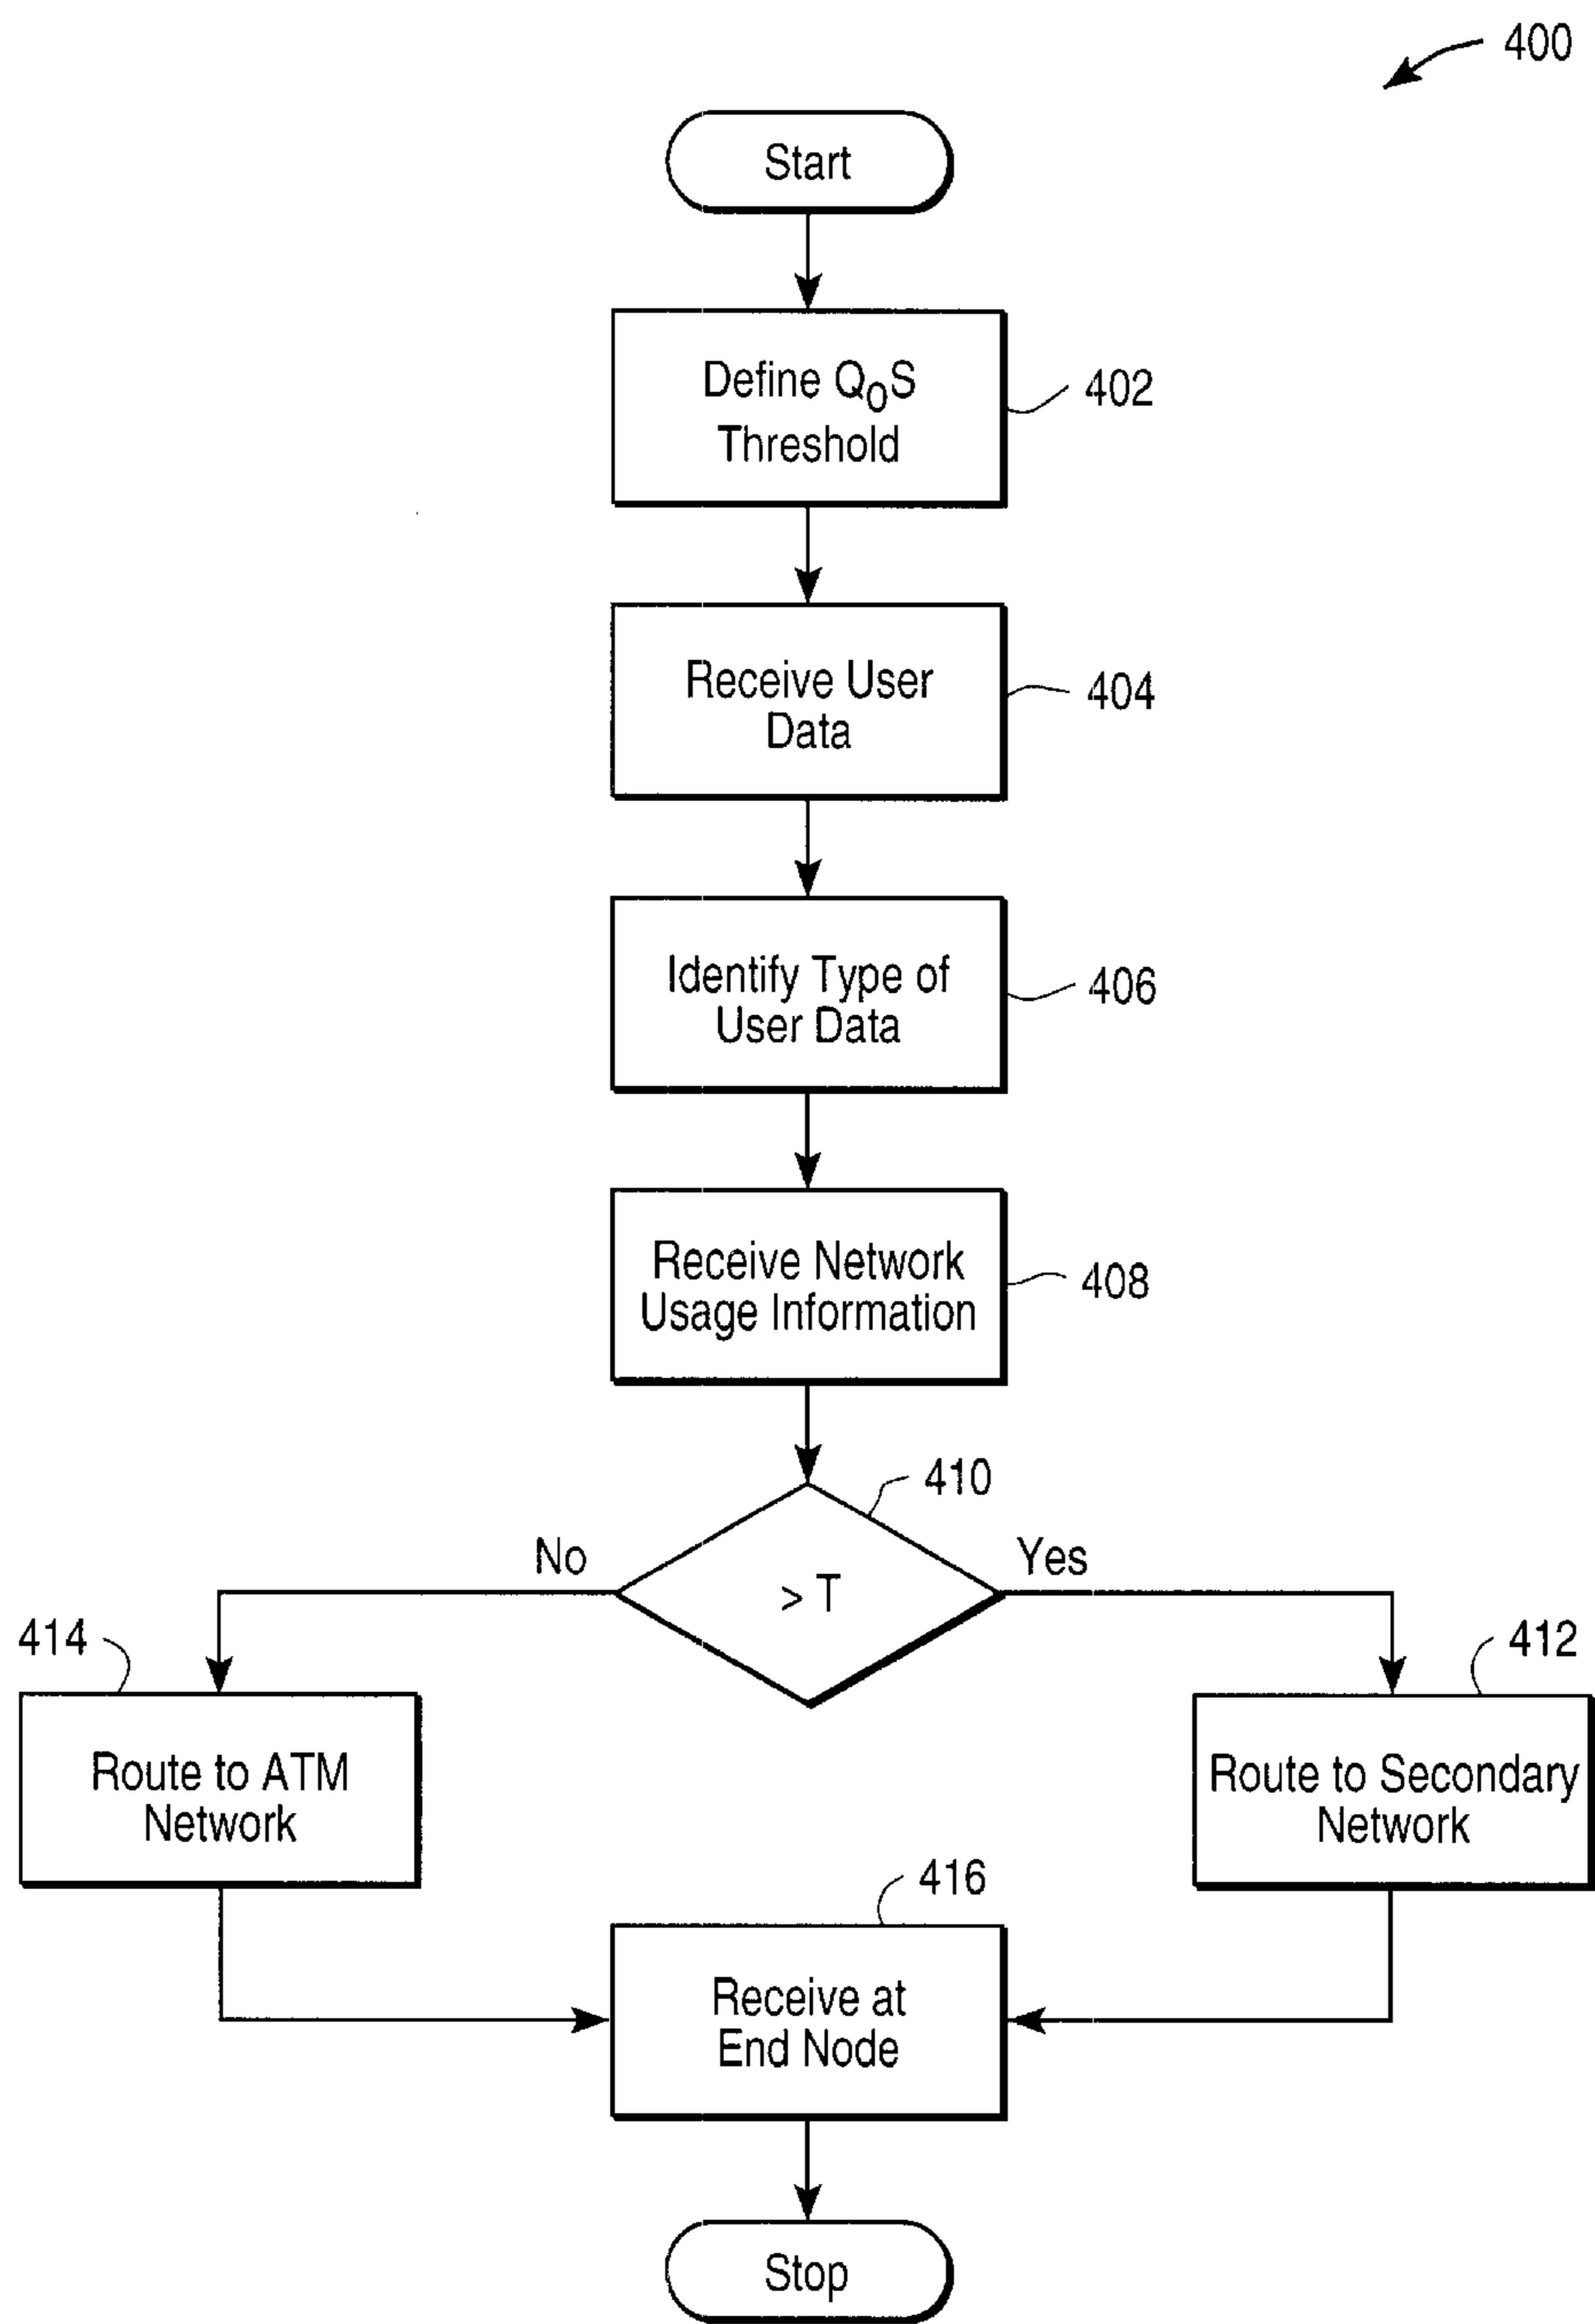 400
Start
Define QoS
Threshold
402
Receive User
Data
404
Identify Type of
User Data
406
Receive Network
Usage Information
408
410
No
> T
Yes
414
Route to ATM
Network
412
Route to Secondary
Network
416
Receive at
End Node
Stop